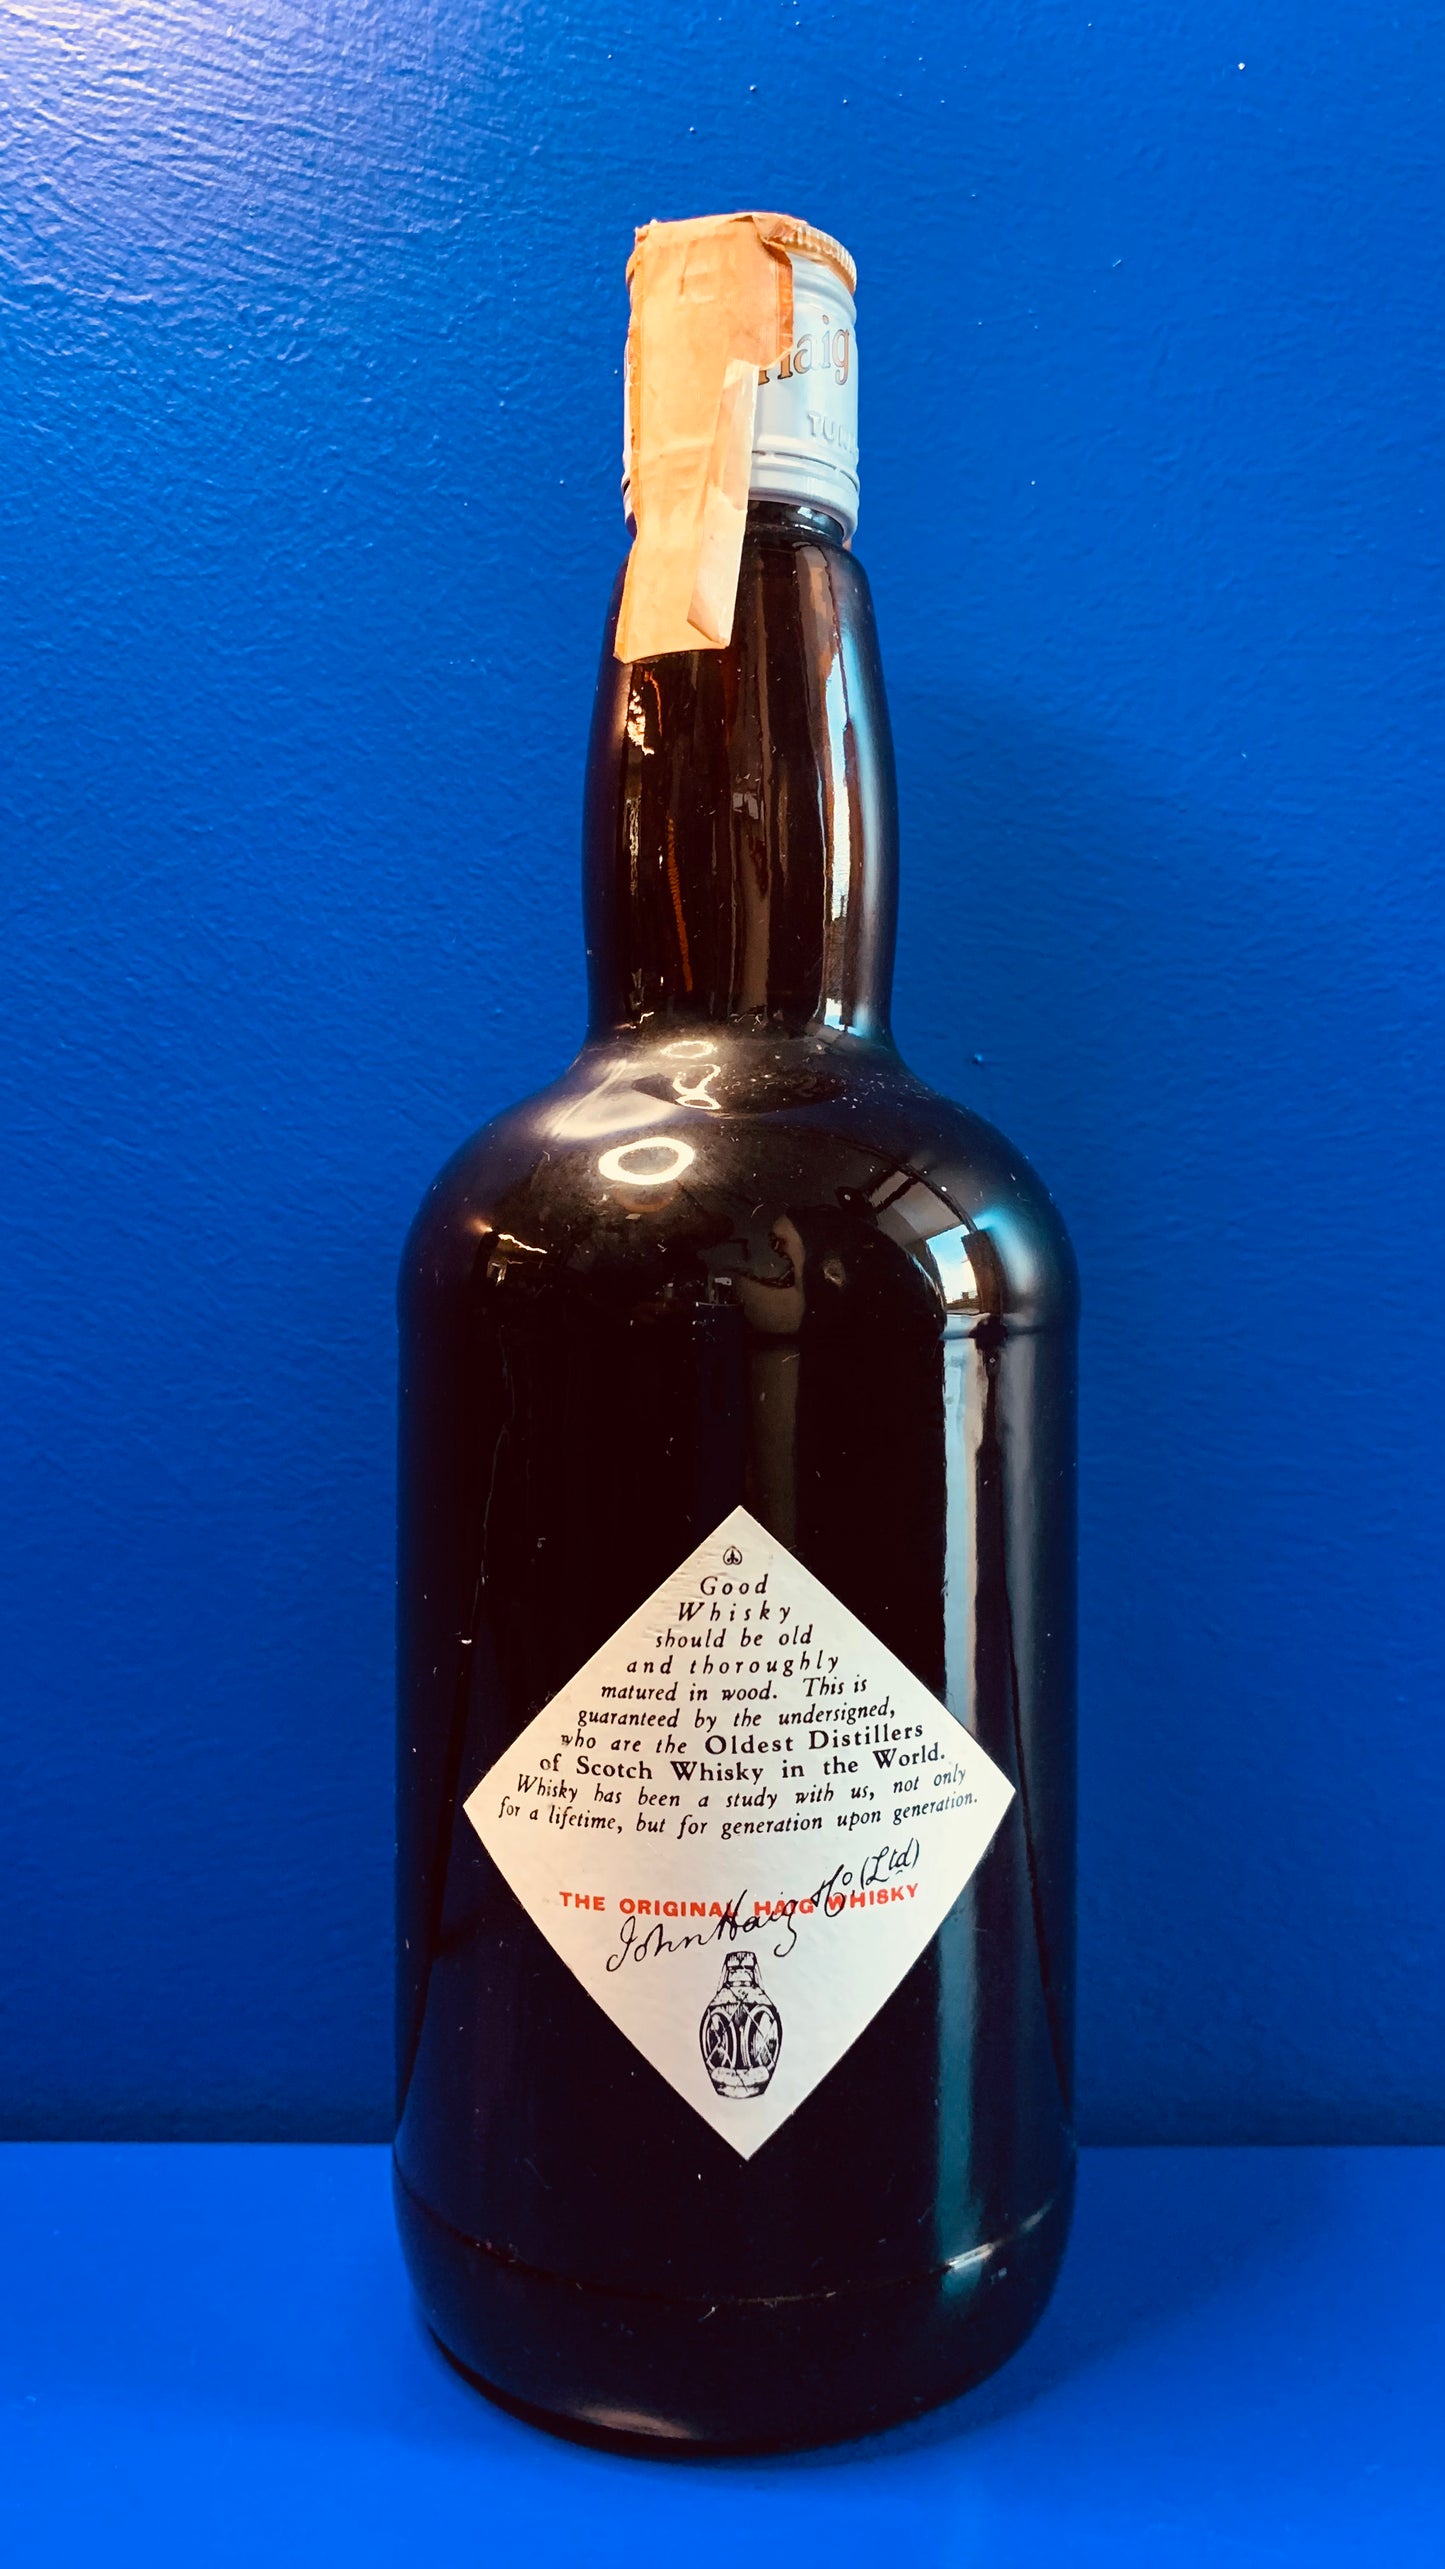 Haig
Good
Whisky
should be old
and thoroughly
matured in wood. This is
guaranteed by the undersigned,
who are the Oldest Distillers
of Scotch Whisky in the World.
Whisky has been a study with us, not only
for a lifetime, but for generation upon generation.
THE ORIGINAL HAIG WHISKY
John Haig & Co (Ltd)